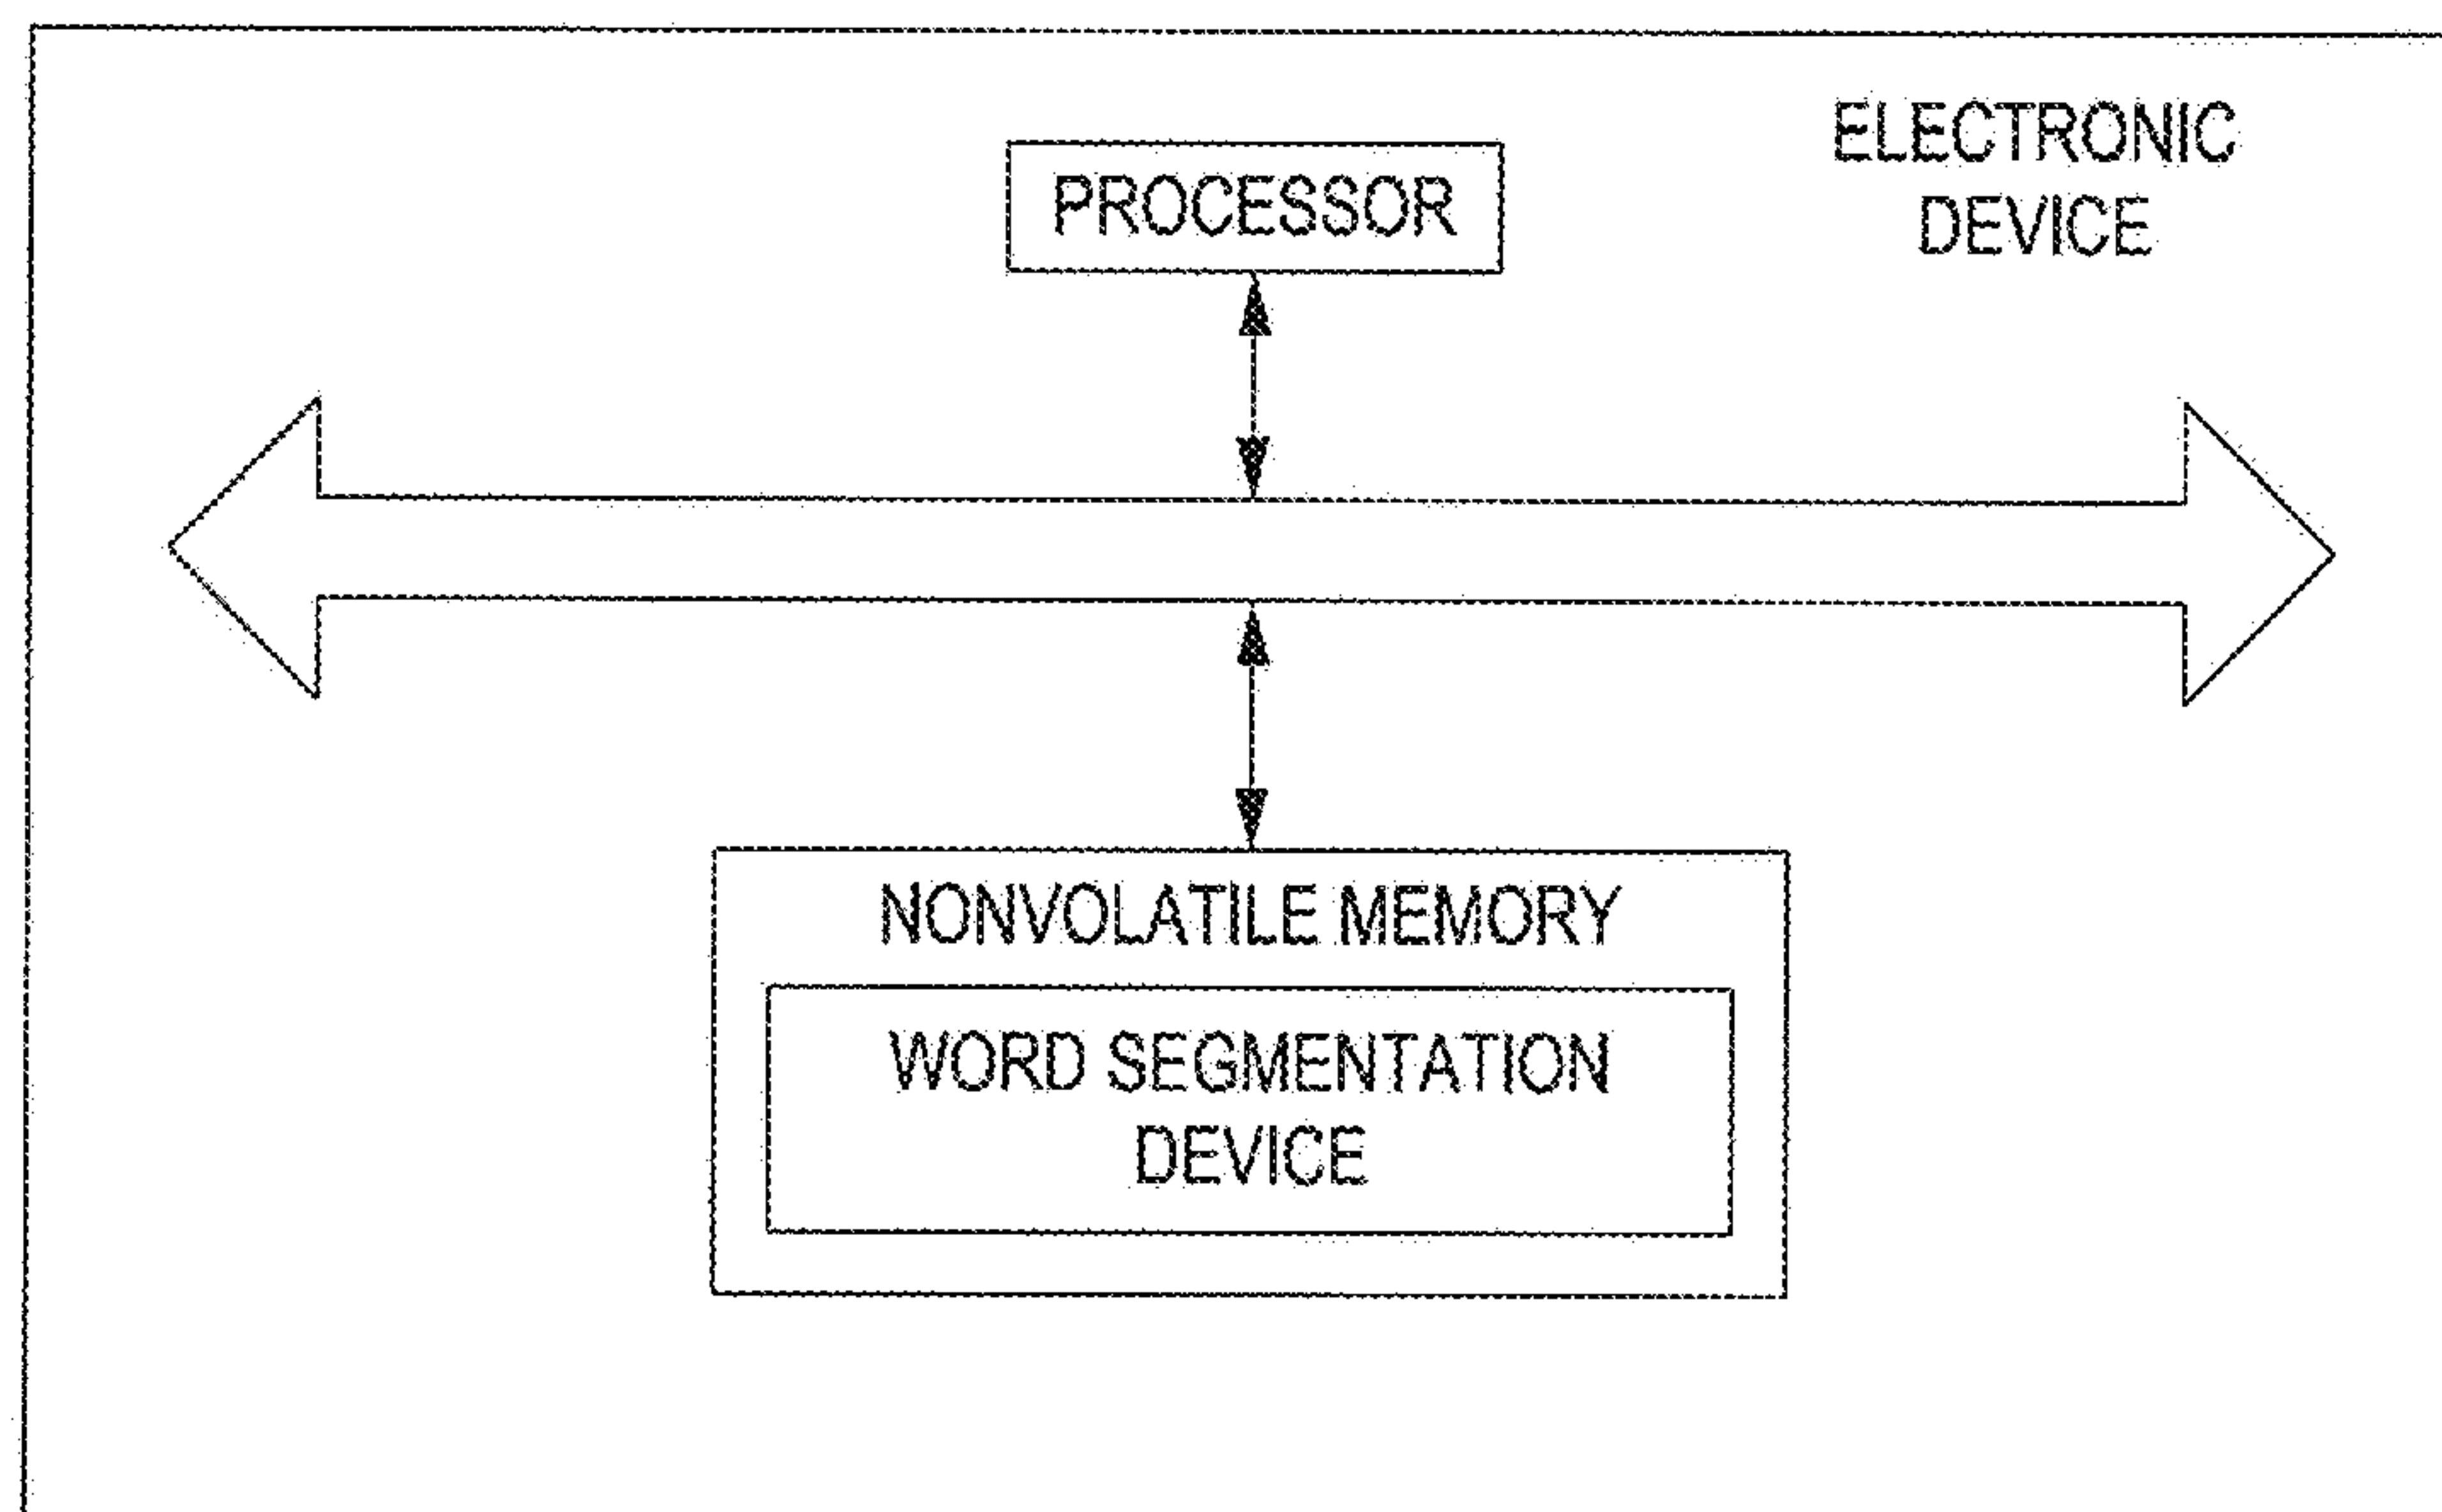 ELECTRONIC
DEVICE
PROCESSOR
NONVOLATILE MEMORY
WORD SEGMENTATION
DEVICE